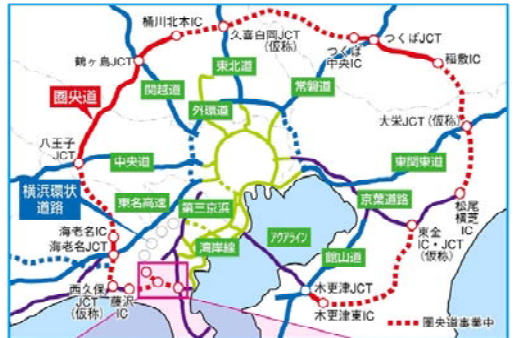 桶川北本IC
久喜白岡JCT
(仮称)
つくば
中央IC
つくばJCT
稲敷IC
鶴ヶ島JCT
関越道
東北道
常磐道
外環道
圏央道
大栄JCT(仮称)
八王子
JCT
中央道
東関東道
横浜環状
道路
東名高速
第三京浜
京葉道路
松尾
横芝
IC
海老名IC
海老名JCT
湾岸線
アクアライン
館山道
東金
IC・JCT
(仮称)
西久保
JCT
(仮称)
藤沢
IC
木更津JCT
木更津東IC
圏央道事業中